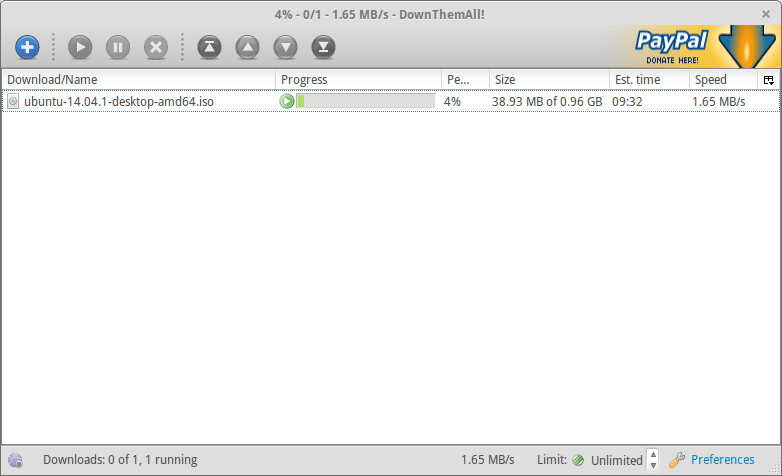 4% - 0/1 - 1.65 MB/s - DownThemAll!
PayPal
DONATE HERE!
Download/Name Progress Pe... Size Est. time Speed
ubuntu-14.04.1-desktop-amd64.iso 4% 38.93 MB of 0.96 GB 09:32 1.65 MB/s
Downloads: 0 of 1, 1 running 1.65 MB/s Limit: Unlimited Preferences